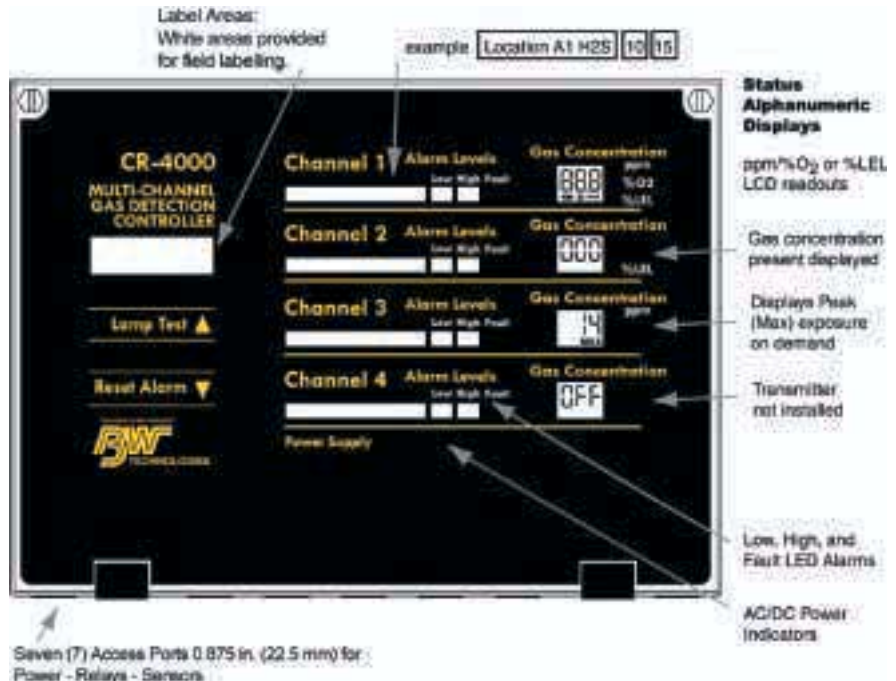 Label Areas:
White areas provided
for field labelling.
example Location A1 H2S 10 15
Status
Alphanumeric
Displays
ppm/%O2 or %LEL
LCD readouts
Gas concentration
present displayed
Displays Peak
(Max) exposure
on demand
Transmitter
not installed
Low, High, and
Fault LED Alarms
AC/DC Power
Indicators
CR-4000
MULTI-CHANNEL
GAS DETECTION
CONTROLLER
Lamp Test
Reset Alarm
BW
TECHNOLOGIES
Channel 1 Alarm Levels Gas Concentration
Low High Fault
888 ppm
%O2
%LEL
Channel 2 Alarm Levels Gas Concentration
Low High Fault
000 %LEL
Channel 3 Alarm Levels Gas Concentration
Low High Fault
14 ppm
MAX
Channel 4 Alarm Levels Gas Concentration
Low High Fault
OFF
Power Supply
Seven (7) Access Ports 0.875 in. (22.5 mm) for
Power - Relays - Sensors